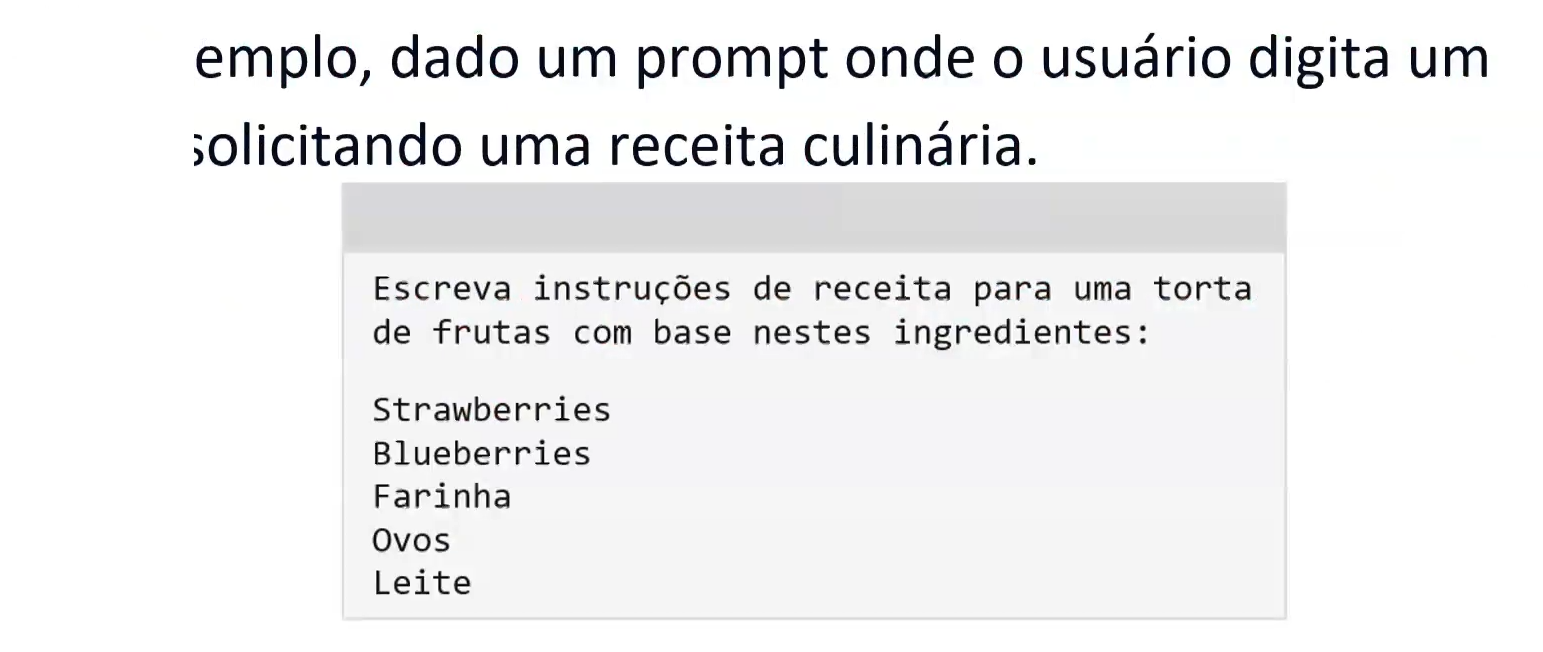 emplo, dado um prompt onde o usuário digita um
solicitando uma receita culinária.
Escreva instruções de receita para uma torta
de frutas com base nestes ingredientes:
Strawberries
Blueberries
Farinha
Ovos
Leite